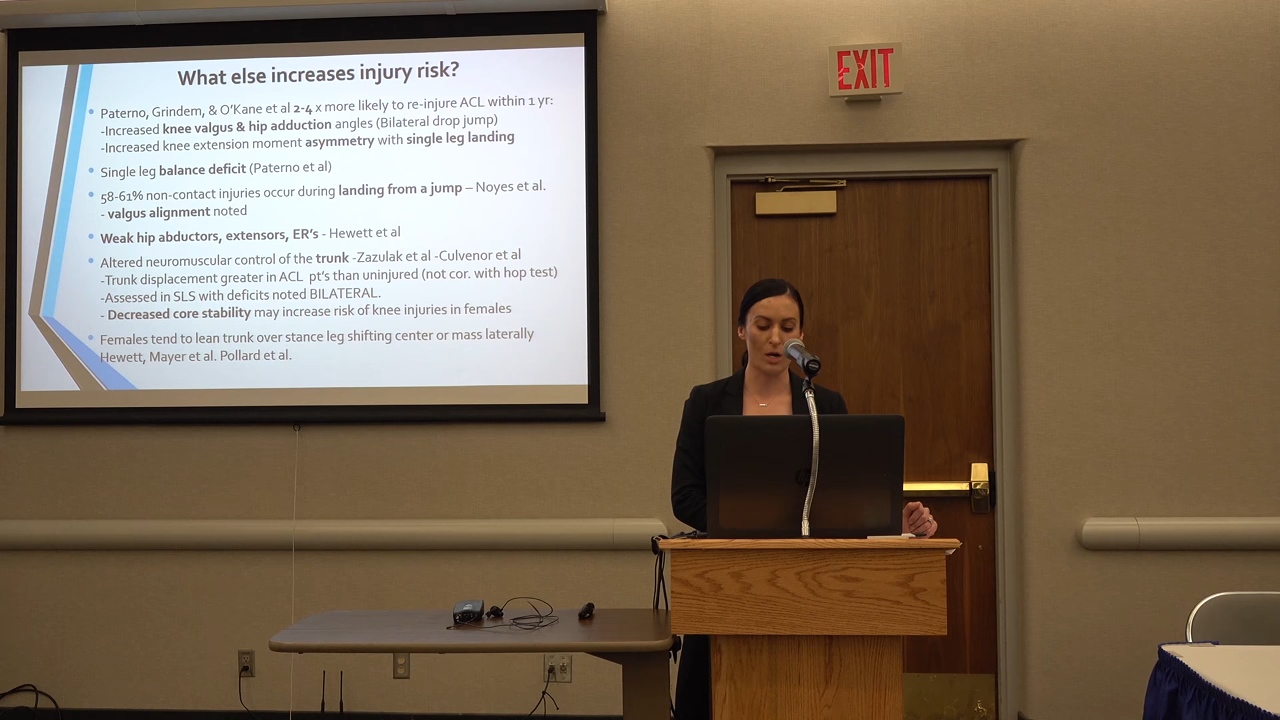 What else increases injury risk?
• Paterno, Grindem, & O'Kane et al 2-4 x more likely to re-injure ACL within 1 yr:
-Increased knee valgus & hip adduction angles (Bilateral drop jump)
-Increased knee extension moment asymmetry with single leg landing
• Single leg balance deficit (Paterno et al)
• 58-61% non-contact injuries occur during landing from a jump – Noyes et al.
- valgus alignment noted
• Weak hip abductors, extensors, ER's - Hewett et al
• Altered neuromuscular control of the trunk -Zazulak et al -Culvenor et al
-Trunk displacement greater in ACL pt's than uninjured (not cor. with hop test)
-Assessed in SLS with deficits noted BILATERAL.
- Decreased core stability may increase risk of knee injuries in females
• Females tend to lean trunk over stance leg shifting center or mass laterally
Hewett, Mayer et al. Pollard et al.
EXIT